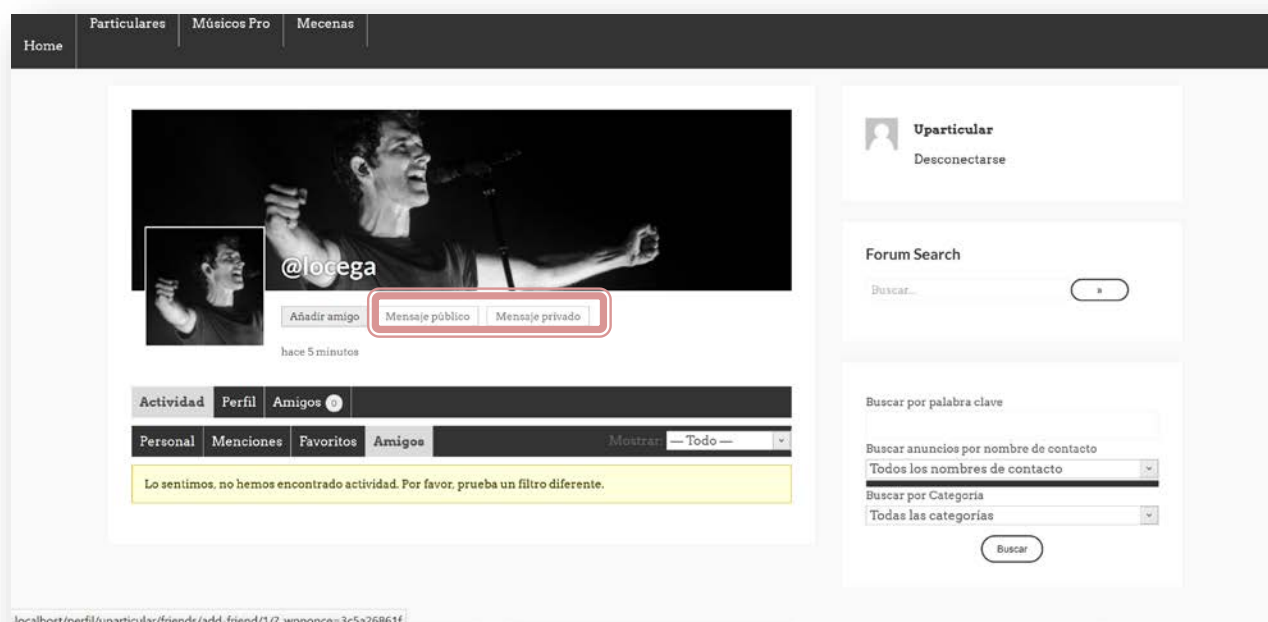 Particulares Músicos Pro Mecenas
Home
@locega
Añadir amigo Mensaje público Mensaje privado
hace 5 minutos
Actividad Perfil Amigos 0
Personal Menciones Favoritos Amigos Mostrar: — Todo —
Lo sentimos, no hemos encontrado actividad. Por favor, prueba un filtro diferente.
Uparticular
Desconectarse
Forum Search
Buscar... »
Buscar por palabra clave
Buscar anuncios por nombre de contacto
Todos los nombres de contacto
Buscar por Categoría
Todas las categorías
Buscar
localhost/perfil/uparticular/friends/add-friend/1/?_wpnonce=3c5a26861f